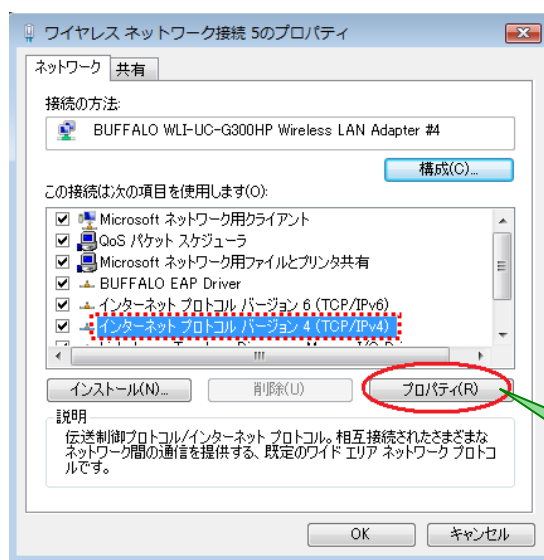 ワイヤレス ネットワーク接続 5のプロパティ
ネットワーク 共有
接続の方法:
BUFFALO WLI-UC-G300HP Wireless LAN Adapter #4
構成(C)...
この接続は次の項目を使用します(O):
Microsoft ネットワーク用クライアント
QoS パケット スケジューラ
Microsoft ネットワーク用ファイルとプリンタ共有
BUFFALO EAP Driver
インターネット プロトコル バージョン 6 (TCP/IPv6)
インターネット プロトコル バージョン 4 (TCP/IPv4)
インストール(N)... 削除(U) プロパティ(R)
説明
伝送制御プロトコル/インターネット プロトコル。相互接続されたさまざまな
ネットワーク間の通信を提供する、既定のワイド エリア ネットワーク プロトコ
ルです。
OK キャンセル